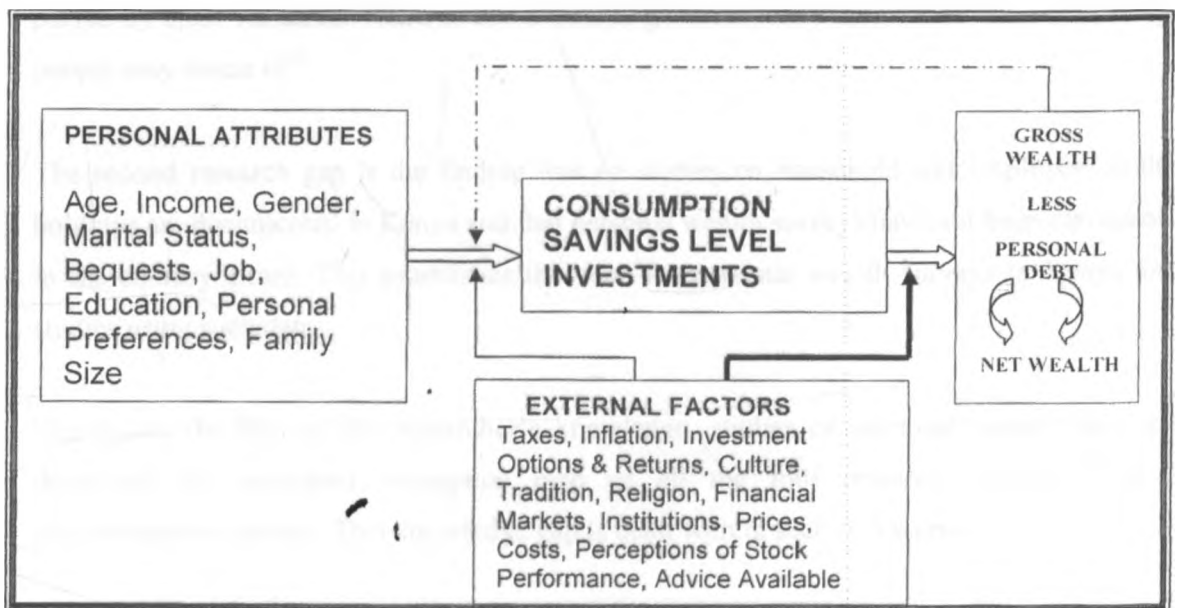 PERSONAL ATTRIBUTES
Age, Income, Gender,
Marital Status,
Bequests, Job,
Education, Personal
Preferences, Family
Size
CONSUMPTION
SAVINGS LEVEL
INVESTMENTS
GROSS
WEALTH
LESS
PERSONAL
DEBT
NET WEALTH
EXTERNAL FACTORS
Taxes, Inflation, Investment
Options & Returns, Culture,
Tradition, Religion, Financial
Markets, Institutions, Prices,
Costs, Perceptions of Stock
Performance, Advice Available